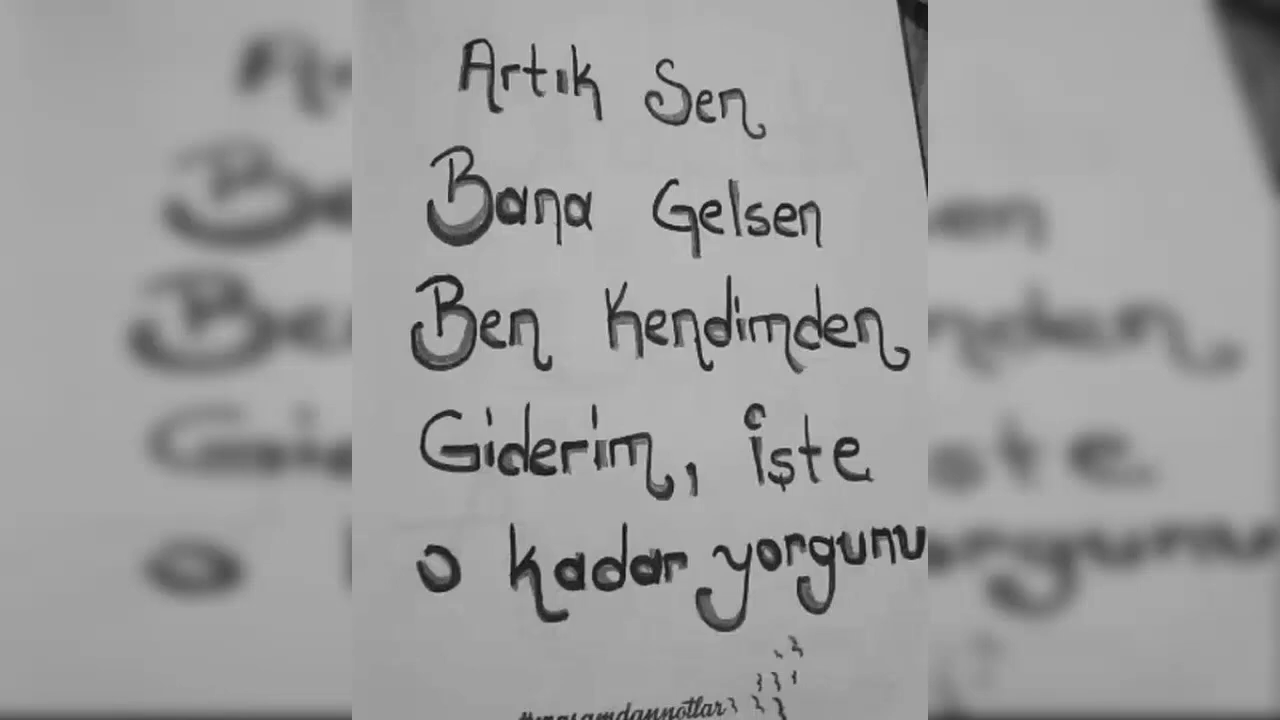 Artık Sen
Bana Gelsen
Ben Kendimden
Giderim, işte
o kadar yorgunu